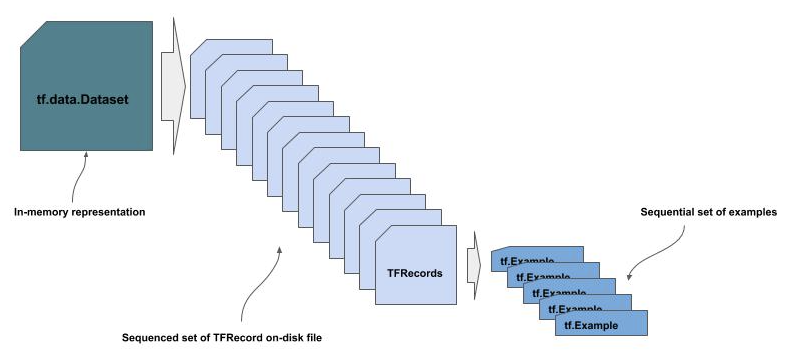 tf.data.Dataset
In-memory representation
TFRecords
Sequenced set of TFRecord on-disk file
Sequential set of examples
tf.Example
tf.Example
tf.Example
tf.Example
tf.Example